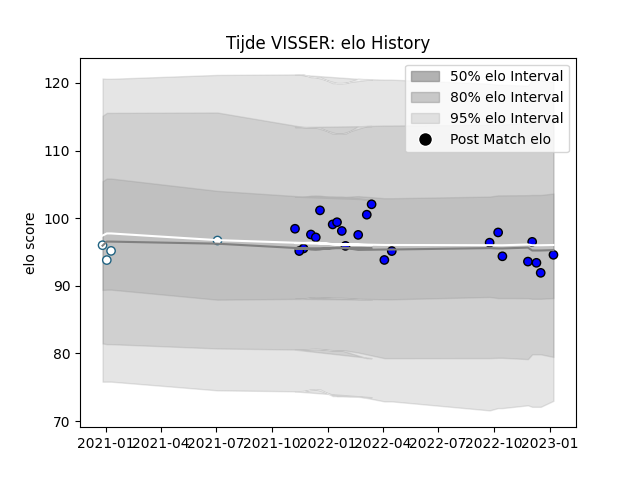 Tijde VISSER: elo History
50% elo Interval
80% elo Interval
95% elo Interval
Post Match elo
elo score
120
110
100
90
80
70
2021-01 2021-04 2021-07 2021-10 2022-01 2022-04 2022-07 2022-10 2023-01